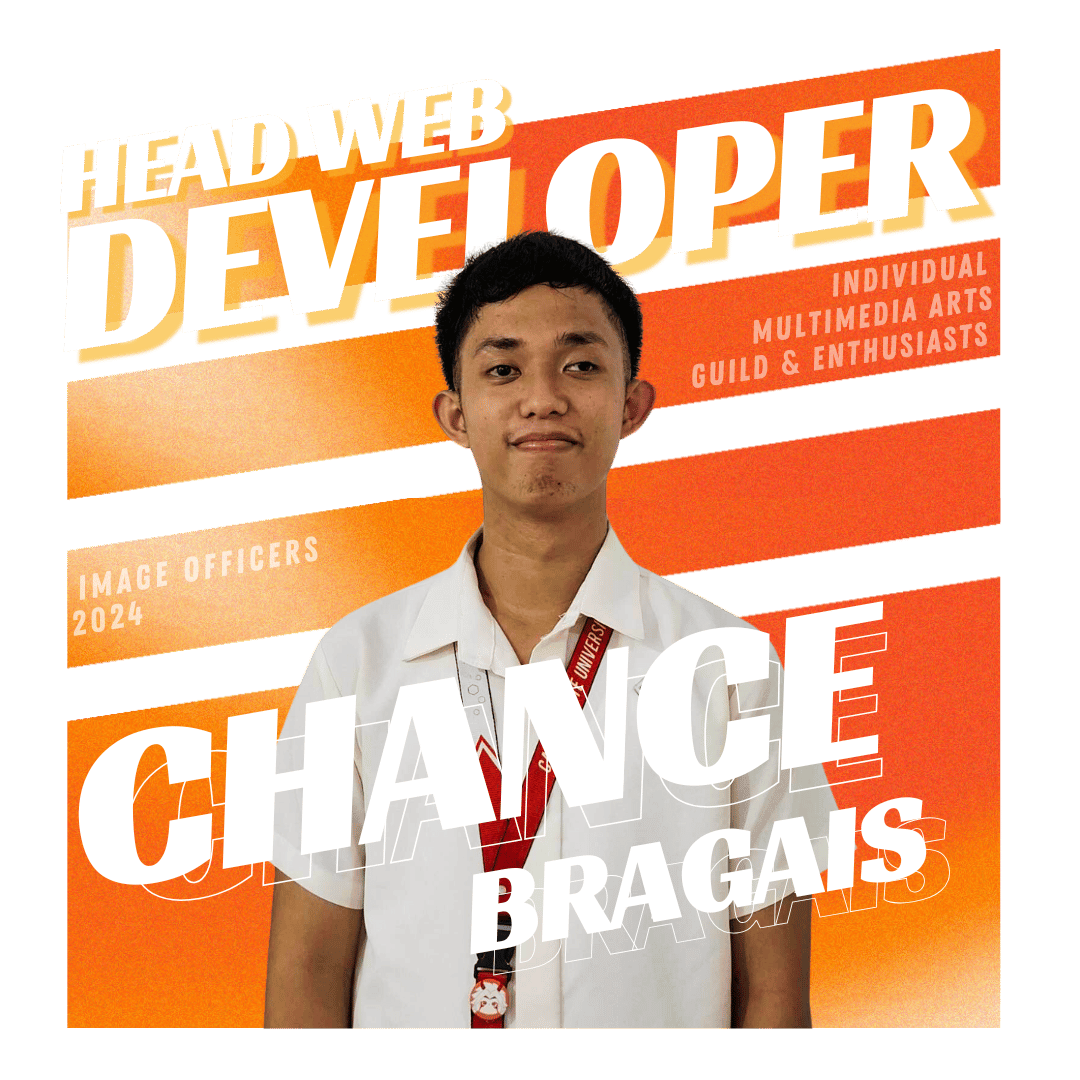 HEAD WEB
DEVELOPER
INDIVIDUAL
MULTIMEDIA ARTS
GUILD & ENTHUSIASTS
IMAGE OFFICERS
2024
CHANCE
BRAGAIS